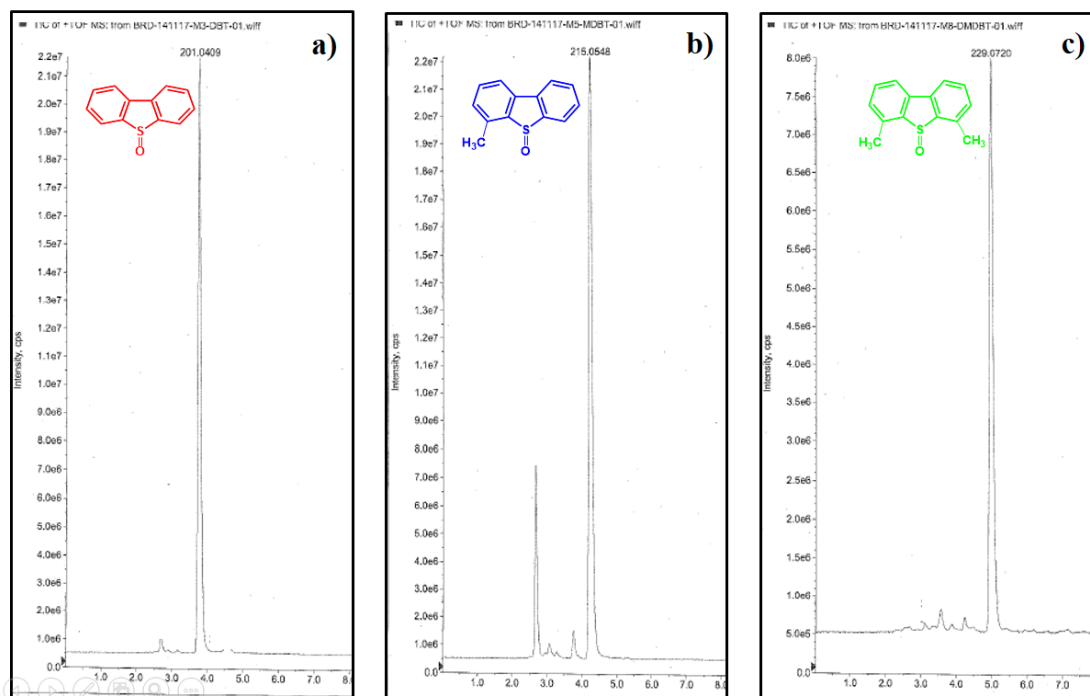 TIC of +TOF MS: from BRD-141117-M3-DBT-01.wiff
a)
201.0409
2.2e7
2.1e7
2.0e7
1.9e7
1.8e7
1.7e7
1.6e7
1.5e7
1.4e7
1.3e7
1.2e7
1.1e7
1.0e7
9.0e6
8.0e6
7.0e6
6.0e6
5.0e6
4.0e6
3.0e6
2.0e6
1.0e6
0.0
Intensity, cps
S
O
1.0 2.0 3.0 4.0 5.0 6.0 7.0 8.0
TIC of +TOF MS: from BRD-141117-M5-MDBT-01.wiff
b)
215.0548
2.2e7
2.1e7
2.0e7
1.9e7
1.8e7
1.7e7
1.6e7
1.5e7
1.4e7
1.3e7
1.2e7
1.1e7
1.0e7
9.0e6
8.0e6
7.0e6
6.0e6
5.0e6
4.0e6
3.0e6
2.0e6
1.0e6
0.0
Intensity, cps
H3C
S
O
1.0 2.0 3.0 4.0 5.0 6.0 7.0 8.0
TIC of +TOF MS: from BRD-141117-M8-DMDBT-01.wiff
c)
229.0720
8.0e6
7.5e6
7.0e6
6.5e6
6.0e6
5.5e6
5.0e6
4.5e6
4.0e6
3.5e6
3.0e6
2.5e6
2.0e6
1.5e6
1.0e6
5.0e5
0.0
Intensity, cps
H3C
S
CH3
O
1.0 2.0 3.0 4.0 5.0 6.0 7.0 8.0